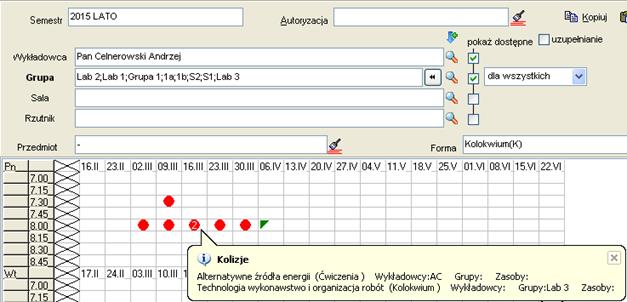 Semestr 2015 LATO Autoryzacja Kopiuj
pokaż dostępne uzupełnianie
Wykładowca Pan Celnerowski Andrzej
Grupa Lab 2;Lab 1;Grupa 1;1a;1b;S2;S1;Lab 3 dla wszystkich
Sala
Rzutnik
Przedmiot - Forma Kolokwium(K)
Pn 16.II 23.II 02.III 09.III 16.III 23.III 30.III 06.IV 13.IV 20.IV 27.IV 04.V 11.V 18.V 25.V 01.VI 08.VI 15.VI 22.VI
7.00
7.15
7.30
7.45
8.00 2
8.15
8.30
8.45
Kolizje
Alternatywne źródła energii (Ćwiczenia ) Wykładowcy:AC Grupy: Zasoby:
Technologia wykonawstwo i organizacja robót (Kolokwium ) Wykładowcy: Grupy:Lab 3 Zasoby:
Wt 17.II 24.II 03.III 10.III
7.00
7.15